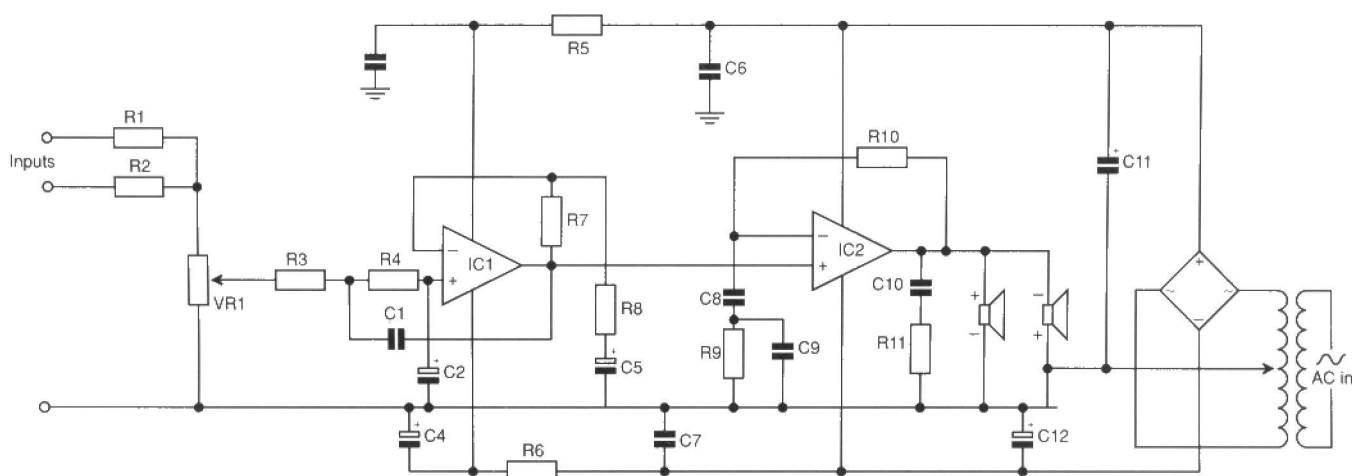 R5
C6
R1
Inputs
R2
R10
C11
R7
IC1
IC2
R3
R4
VR1
C1
R8
C8
C10
C2
C5
R9
C9
R11
AC in
C4
C7
C12
R6